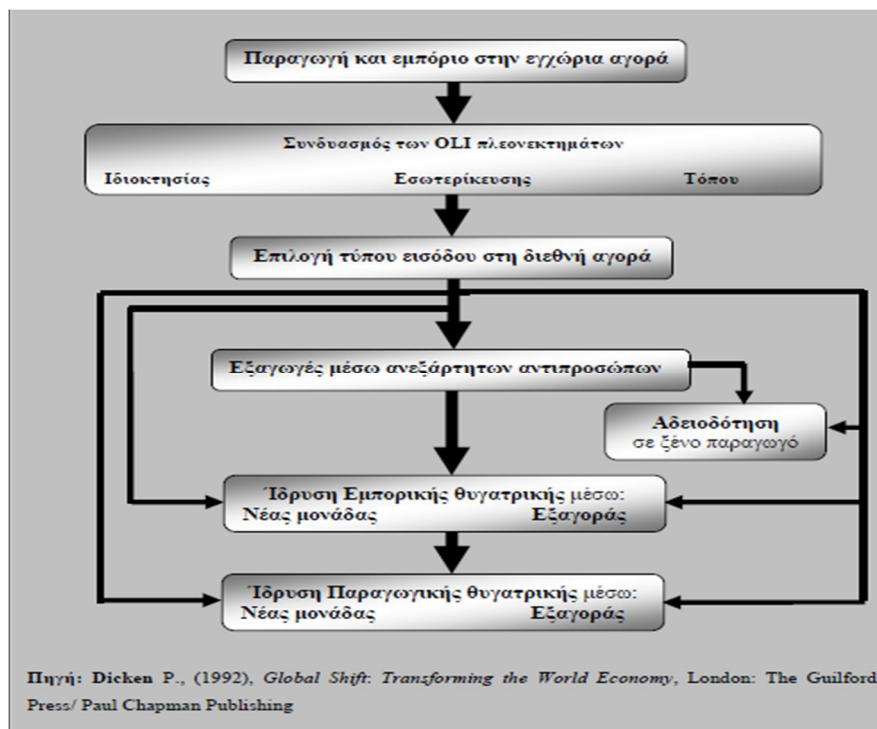 Παραγωγή και εμπόριο στην εγχώρια αγορά
Συνδυασμός των OLI πλεονεκτημάτων
Ιδιοκτησίας Εσωτερίκευσης Τόπου
Επιλογή τύπου εισόδου στη διεθνή αγορά
Εξαγωγές μέσω ανεξάρτητων αντιπροσώπων
Αδειοδότηση
σε ξένο παραγωγό
Ίδρυση Εμπορικής θυγατρικής μέσω:
Νέας μονάδας Εξαγοράς
Ίδρυση Παραγωγικής θυγατρικής μέσω:
Νέας μονάδας Εξαγοράς
Πηγή: Dicken P., (1992), Global Shift: Transforming the World Economy, London: The Guilford
Press/ Paul Chapman Publishing